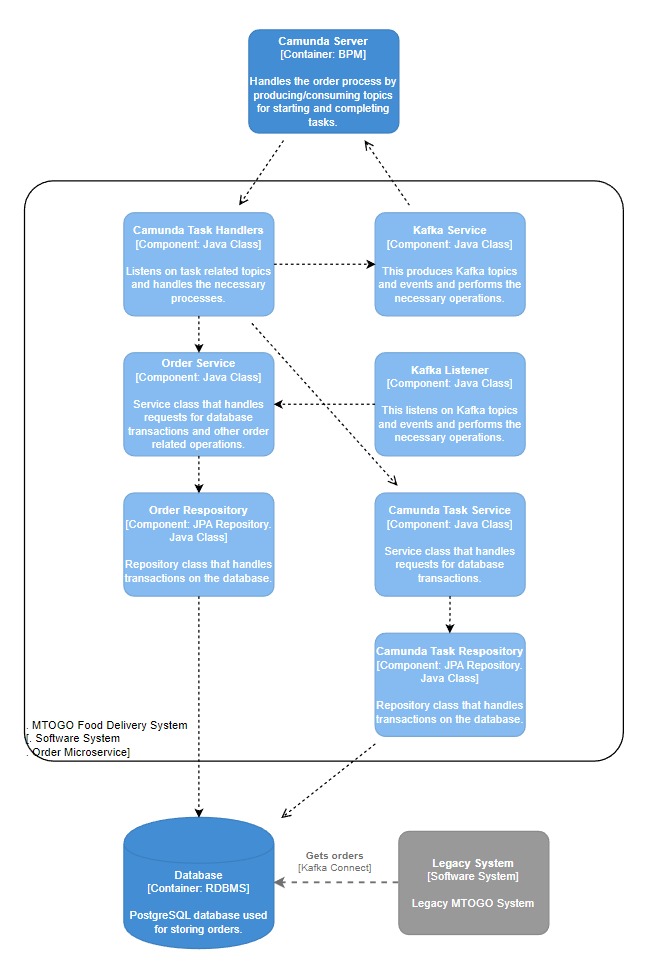 Camunda Server
[Container: BPM]
Handles the order process by
producing/consuming topics
for starting and completing
tasks.
Camunda Task Handlers
[Component: Java Class]
Listens on task related topics
and handles the necessary
processes.
Kafka Service
[Component: Java Class]
This produces Kafka topics
and events and performs the
necessary operations.
Order Service
[Component: Java Class]
Service class that handles
requests for database
transactions and other order
related operations.
Kafka Listener
[Component: Java Class]
This listens on Kafka topics
and events and performs the
necessary operations.
Order Respository
[Component: JPA Repository.
Java Class]
Repository class that handles
transactions on the database.
Camunda Task Service
[Component: Java Class]
Service class that handles
requests for database
transactions.
Camunda Task Respository
[Component: JPA Repository.
Java Class]
Repository class that handles
transactions on the database.
. MTOGO Food Delivery System
[. Software System
. Order Microservice]
Database
[Container: RDBMS]
PostgreSQL database used
for storing orders.
Gets orders
[Kafka Connect]
Legacy System
[Software System]
Legacy MTOGO System